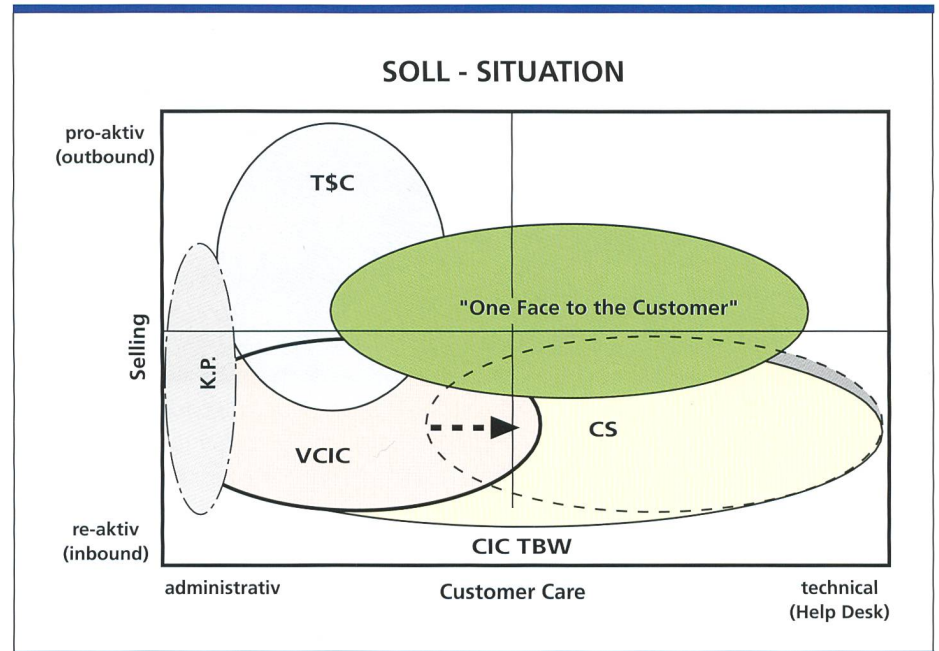 SOLL - SITUATION
pro-aktiv
(outbound)
T$C
"One Face to the Customer"
Selling
K.P.
CS
VCIC
re-aktiv
(inbound)
CIC TBW
administrativ
Customer Care
technical
(Help Desk)